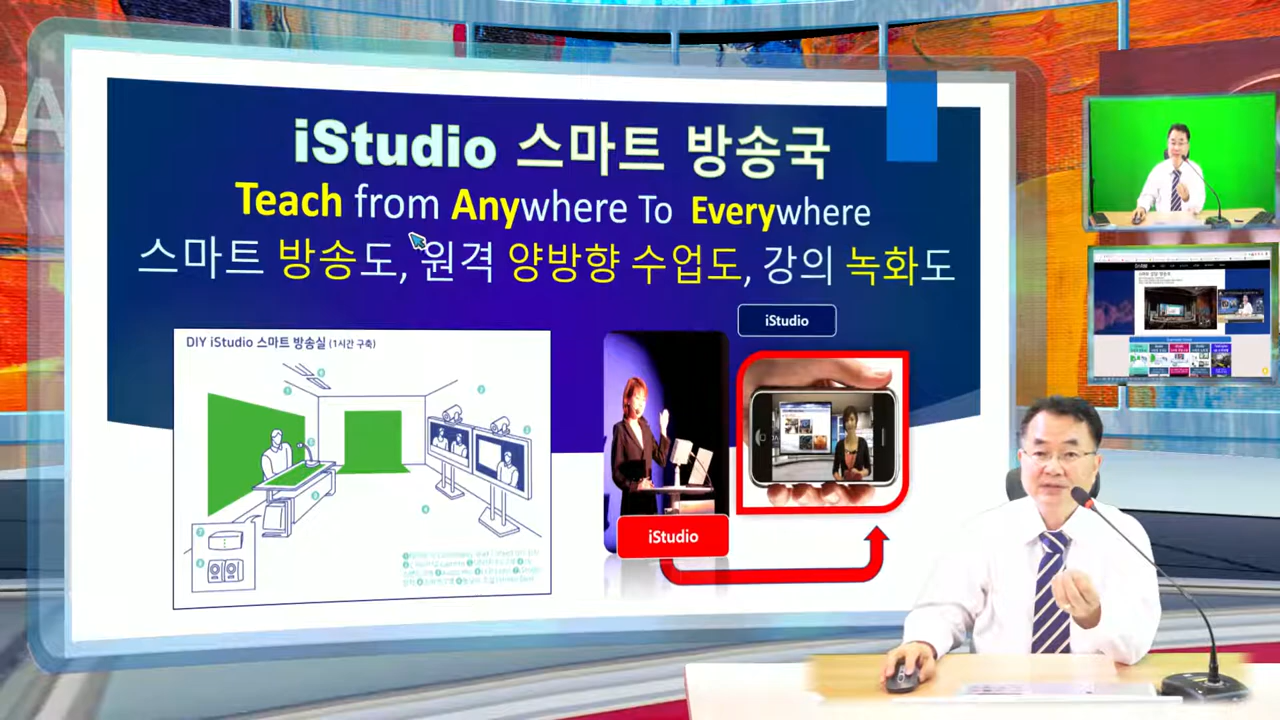 iStudio 스마트 방송국
Teach from Anywhere To Everywhere
스마트 방송도, 원격 양방향 수업도, 강의 녹화도
DIY iStudio 스마트 방송실 (1시간 구축)
iStudio
iStudio